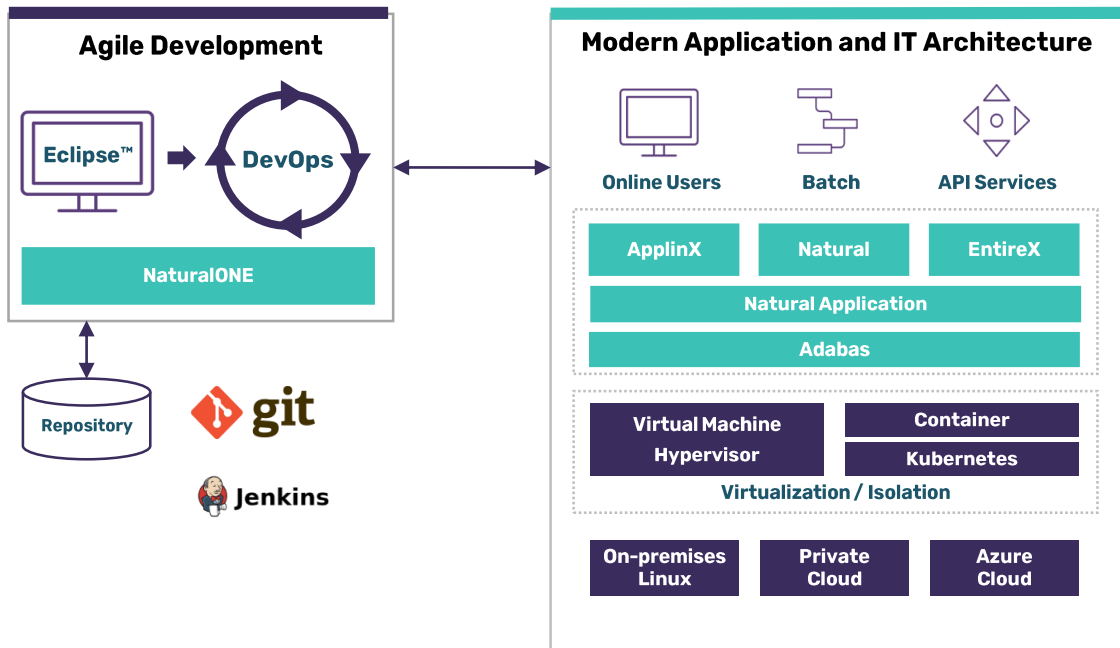 Agile Development
Eclipse™
DevOps
NaturalONE
Repository
git
Jenkins
Modern Application and IT Architecture
Online Users
Batch
API Services
ApplinX
Natural
EntireX
Natural Application
Adabas
Virtual Machine
Hypervisor
Container
Kubernetes
Virtualization / Isolation
On-premises
Linux
Private
Cloud
Azure
Cloud